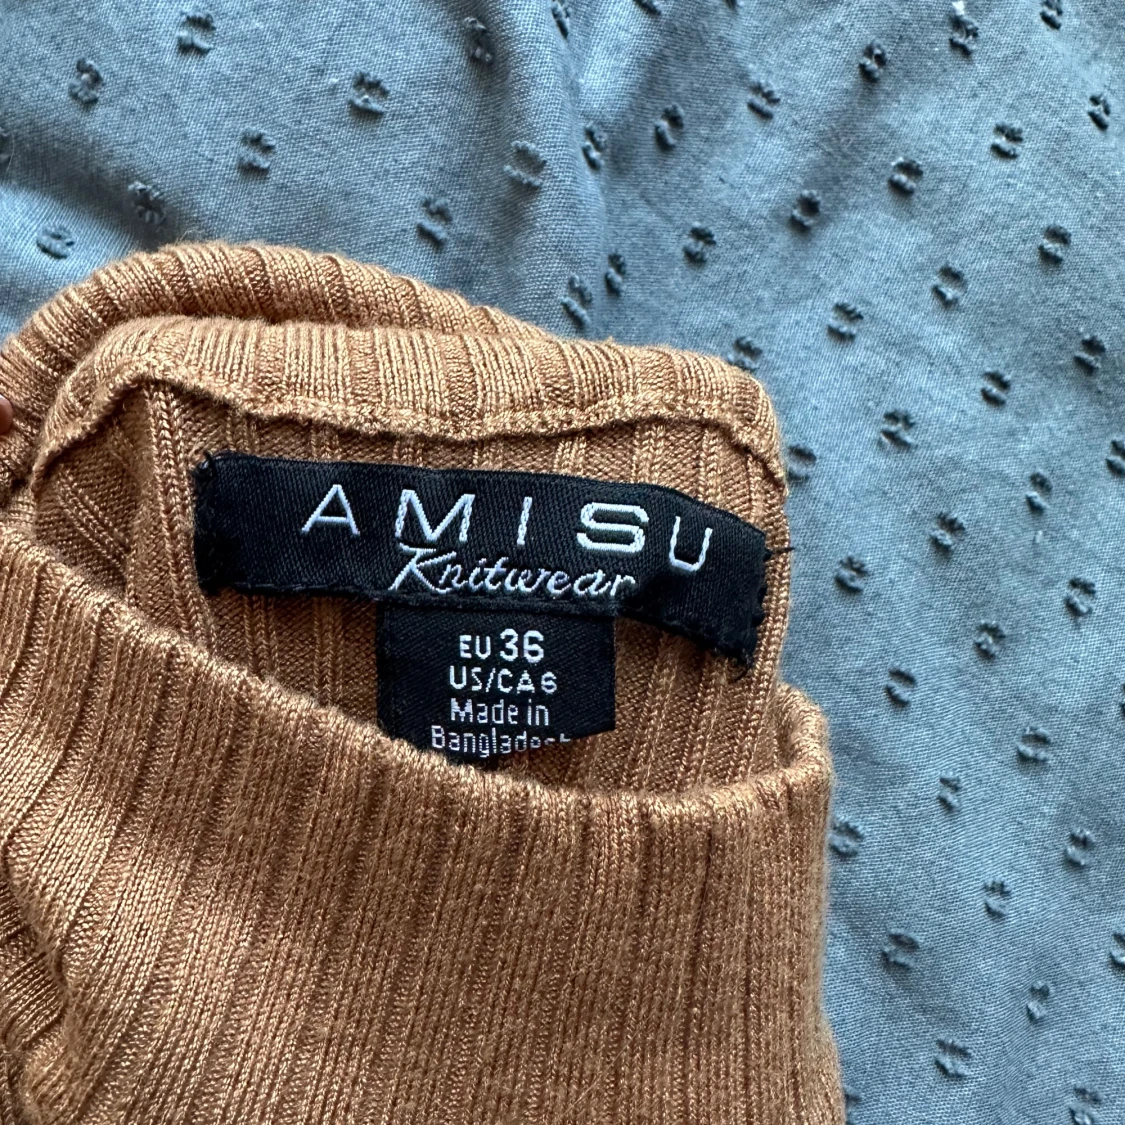 AMISU
Knitwear
EU 36
US/CA 6
Made in
Bangladesh